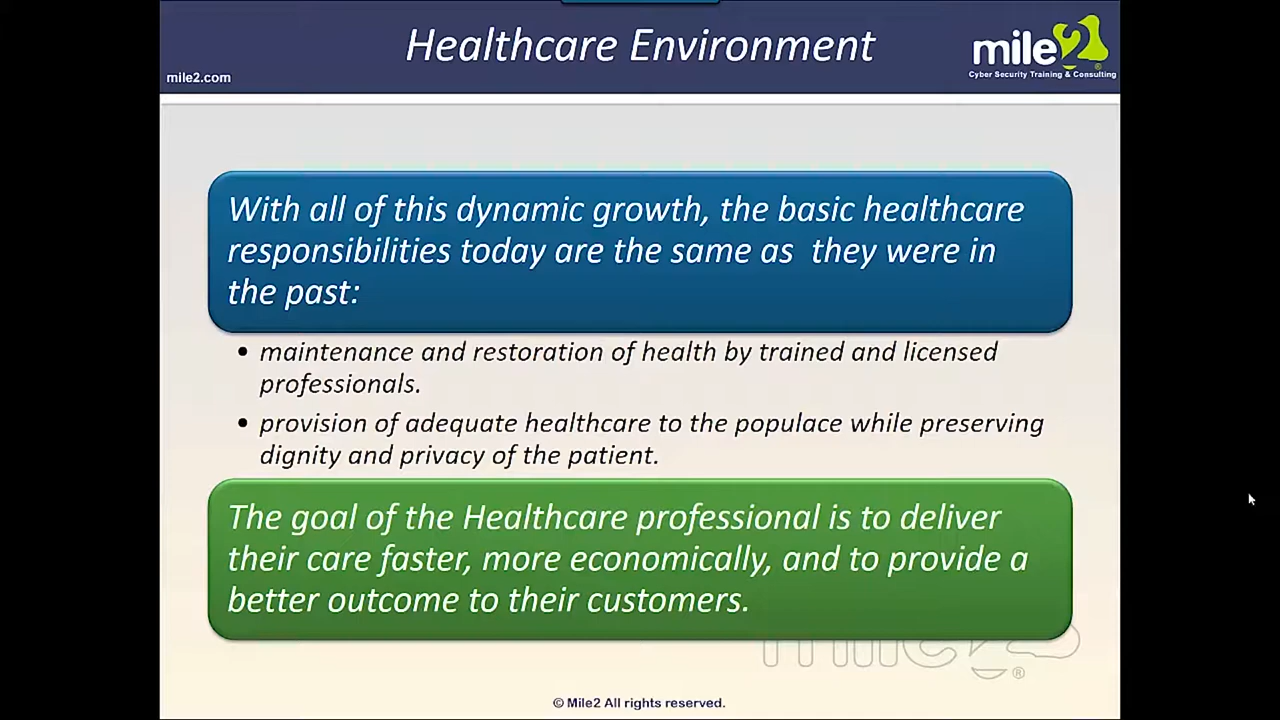 Healthcare Environment
mile2
mile2.com
Cyber Security Training & Consulting
With all of this dynamic growth, the basic healthcare
responsibilities today are the same as they were in
the past:
• maintenance and restoration of health by trained and licensed
professionals.
• provision of adequate healthcare to the populace while preserving
dignity and privacy of the patient.
The goal of the Healthcare professional is to deliver
their care faster, more economically, and to provide a
better outcome to their customers.
mile2®
© Mile2 All rights reserved.